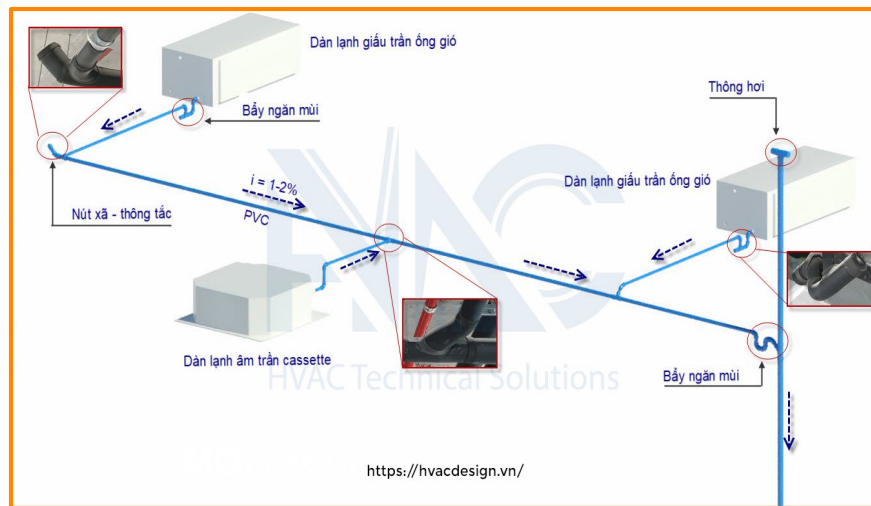 Dàn lạnh giấu trần ống gió
Thông hơi
Bẫy ngăn mùi
i = 1-2%
Dàn lạnh giấu trần ống gió
Nút xã - thông tắc
PVC
HVAC
Dàn lạnh âm trần cassette
HVAC Technical Solutions
Bẫy ngăn mùi
https://hvacdesign.vn/